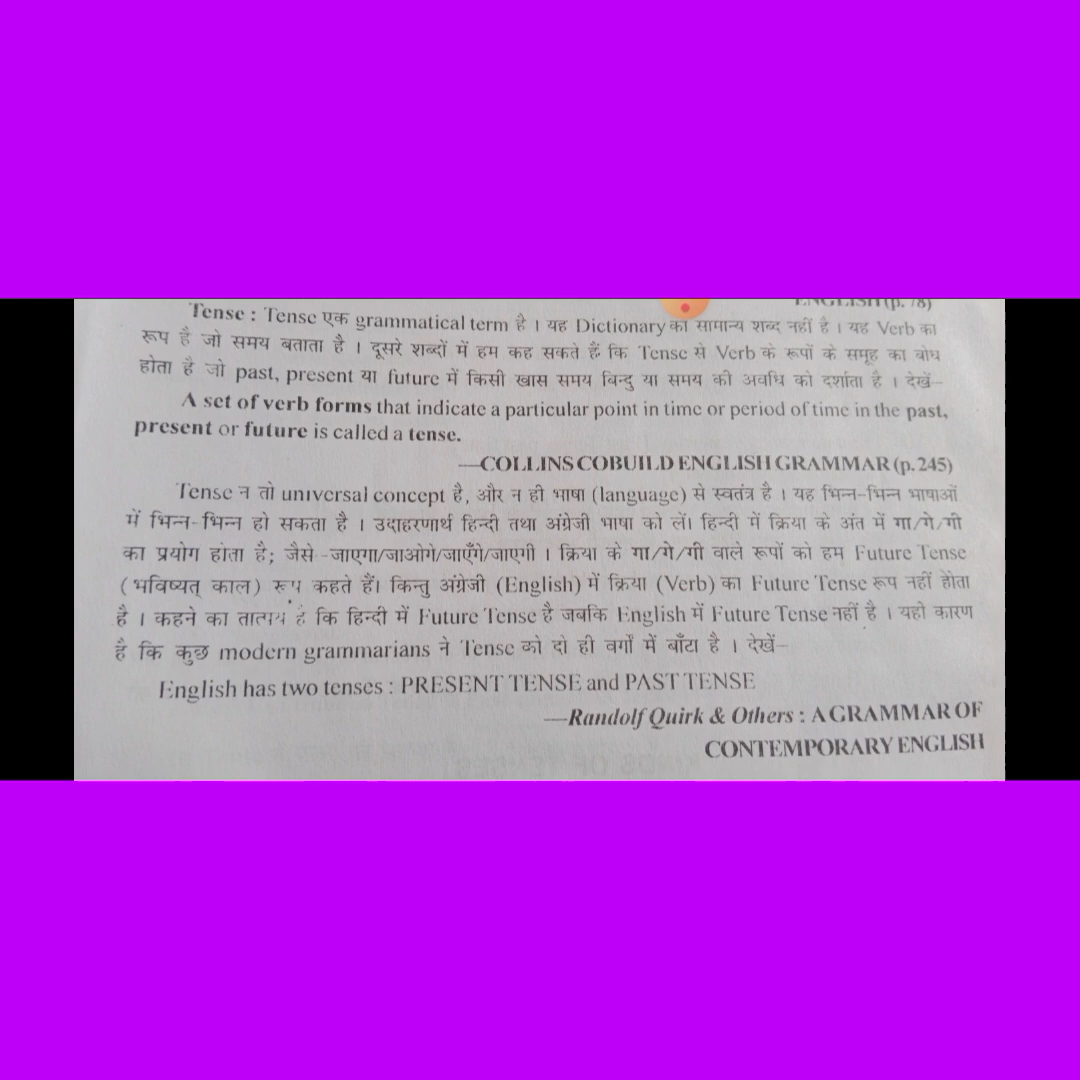 ENGLISH (p. 78)
Tense : Tense एक grammatical term है । यह Dictionary का सामान्य शब्द नहीं है । यह Verb का
रूप है जो समय बताता है । दूसरे शब्दों में हम कह सकते हैं कि Tense से Verb के रूपों के समूह का बोध
होता है जो past, present या future में किसी खास समय बिन्दु या समय की अवधि को दर्शाता है । देखें–
A set of verb forms that indicate a particular point in time or period of time in the past,
present or future is called a tense.
—COLLINS COBUILD ENGLISH GRAMMAR (p. 245)
Tense न तो universal concept है, और न ही भाषा (language) से स्वतंत्र है । यह भिन्न-भिन्न भाषाओं
में भिन्न-भिन्न हो सकता है । उदाहरणार्थ हिन्दी तथा अंग्रेजी भाषा को लें। हिन्दी में क्रिया के अंत में गा/गे/गी
का प्रयोग होता है; जैसे–जाएगा/जाओगे/जाएँगे/जाएगी । क्रिया के गा/गे/गी वाले रूपों को हम Future Tense
(भविष्यत् काल) रूप कहते हैं। किन्तु अंग्रेजी (English) में क्रिया (Verb) का Future Tense रूप नहीं होता
है । कहने का तात्पर्य है कि हिन्दी में Future Tense है जबकि English में Future Tense नहीं है । यही कारण
है कि कुछ modern grammarians ने Tense को दो ही वर्गों में बाँटा है । देखें–
English has two tenses : PRESENT TENSE and PAST TENSE
—Randolf Quirk & Others : A GRAMMAR OF
CONTEMPORARY ENGLISH